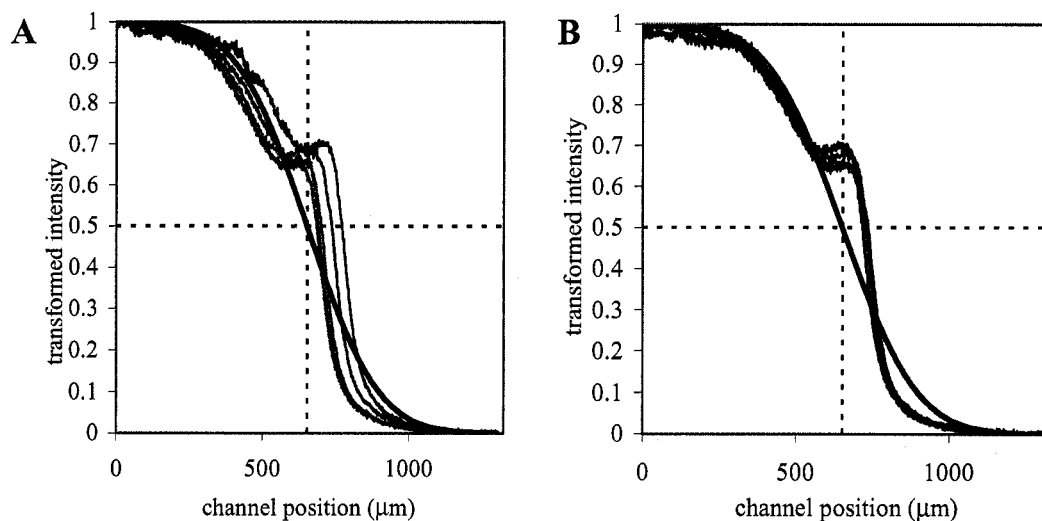 A
transformed intensity
1
0.9
0.8
0.7
0.6
0.5
0.4
0.3
0.2
0.1
0
0 500 1000
channel position (μm)
B
transformed intensity
1
0.9
0.8
0.7
0.6
0.5
0.4
0.3
0.2
0.1
0
0 500 1000
channel position (μm)